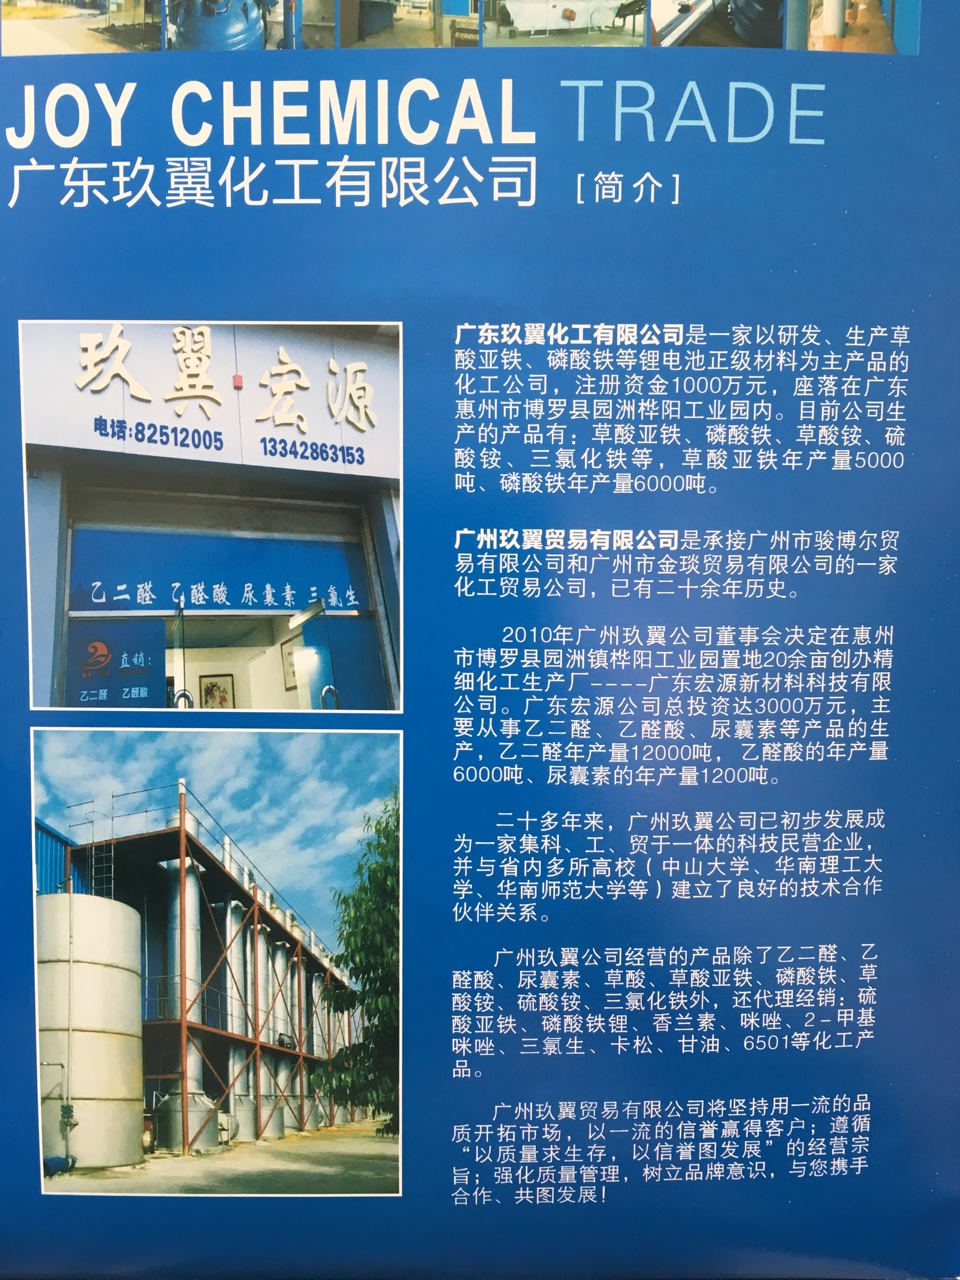 JOY CHEMICAL TRADE
广东玖翼化工有限公司 [简介]
玖翼宏源
电话:82512005 13342863153
乙二醛 乙醛酸 尿囊素 三氯生
直销:
乙二醛 乙醛酸
广东玖翼化工有限公司是一家以研发、生产草
酸亚铁、磷酸铁等锂电池正级材料为主产品的
化工公司，注册资金1000万元，座落在广东
惠州市博罗县园洲桦阳工业园内。目前公司生
产的产品有：草酸亚铁、磷酸铁、草酸铵、硫
酸铵、三氯化铁等，草酸亚铁年产量5000
吨、磷酸铁年产量6000吨。
广州玖翼贸易有限公司是承接广州市骏博尔贸
易有限公司和广州市金琰贸易有限公司的一家
化工贸易公司，已有二十余年历史。
2010年广州玖翼公司董事会决定在惠州
市博罗县园洲镇桦阳工业园置地20余亩创办精
细化工生产厂----广东宏源新材料科技有限
公司。广东宏源公司总投资达3000万元，主
要从事乙二醛、乙醛酸、尿囊素等产品的生
产，乙二醛年产量12000吨，乙醛酸的年产量
6000吨、尿囊素的年产量1200吨。
二十多年来，广州玖翼公司已初步发展成
为一家集科、工、贸于一体的科技民营企业，
并与省内多所高校（中山大学、华南理工大
学、华南师范大学等）建立了良好的技术合作
伙伴关系。
广州玖翼公司经营的产品除了乙二醛、乙
醛酸、尿囊素、草酸、草酸亚铁、磷酸铁、草
酸铵、硫酸铵、三氯化铁外，还代理经销：硫
酸亚铁、磷酸铁锂、香兰素、咪唑、2-甲基
咪唑、三氯生、卡松、甘油、6501等化工产
品。
广州玖翼贸易有限公司将坚持用一流的品
质开拓市场，以一流的信誉赢得客户；遵循
“以质量求生存，以信誉图发展”的经营宗
旨；强化质量管理，树立品牌意识，与您携手
合作、共图发展！